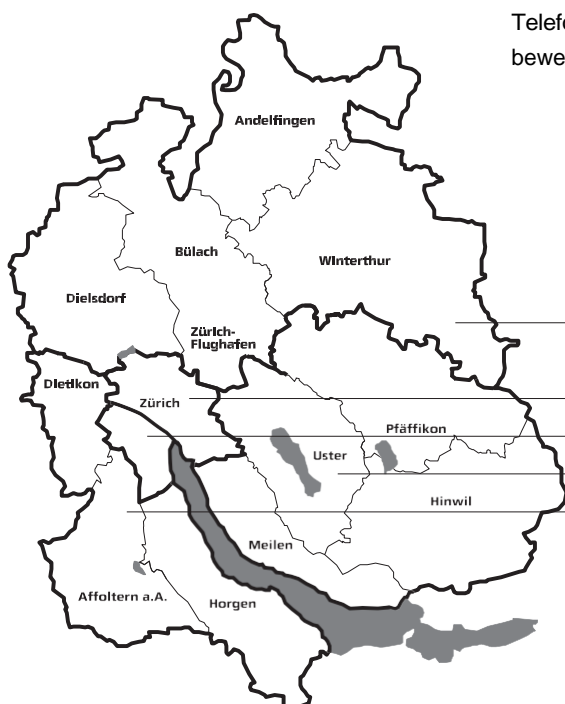 Telefo
bewe
Andelfingen
Bülach
Winterthur
Dielsdorf
Zürich-
Flughafen
Dietikon
Zürich
Pfäffikon
Uster
Hinwil
Meilen
Affoltern a.A.
Horgen